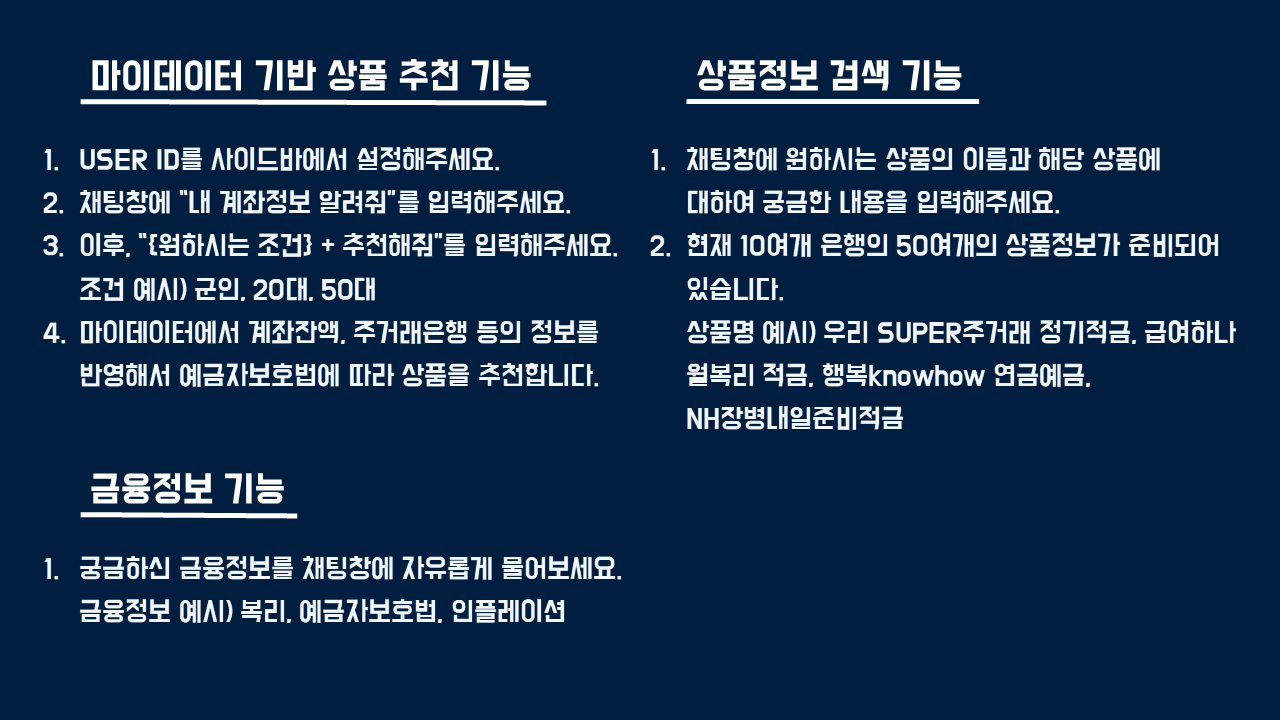 마이데이터 기반 상품 추천 기능
1. USER ID를 사이드바에서 설정해주세요.
2. 채팅창에 "내 계좌정보 알려줘"를 입력해주세요.
3. 이후, "{원하시는 조건} + 추천해줘"를 입력해주세요.
조건 예시) 군인, 20대, 50대
4. 마이데이터에서 계좌잔액, 주거래은행 등의 정보를
반영해서 예금자보호법에 따라 상품을 추천합니다.
상품정보 검색 기능
1. 채팅창에 원하시는 상품의 이름과 해당 상품에
대하여 궁금한 내용을 입력해주세요.
2. 현재 10여개 은행의 50여개의 상품정보가 준비되어
있습니다.
상품명 예시) 우리 SUPER주거래 정기적금, 급여하나
월복리 적금, 행복knowhow 연금예금,
NH장병내일준비적금
금융정보 기능
1. 궁금하신 금융정보를 채팅창에 자유롭게 물어보세요.
금융정보 예시) 복리, 예금자보호법, 인플레이션